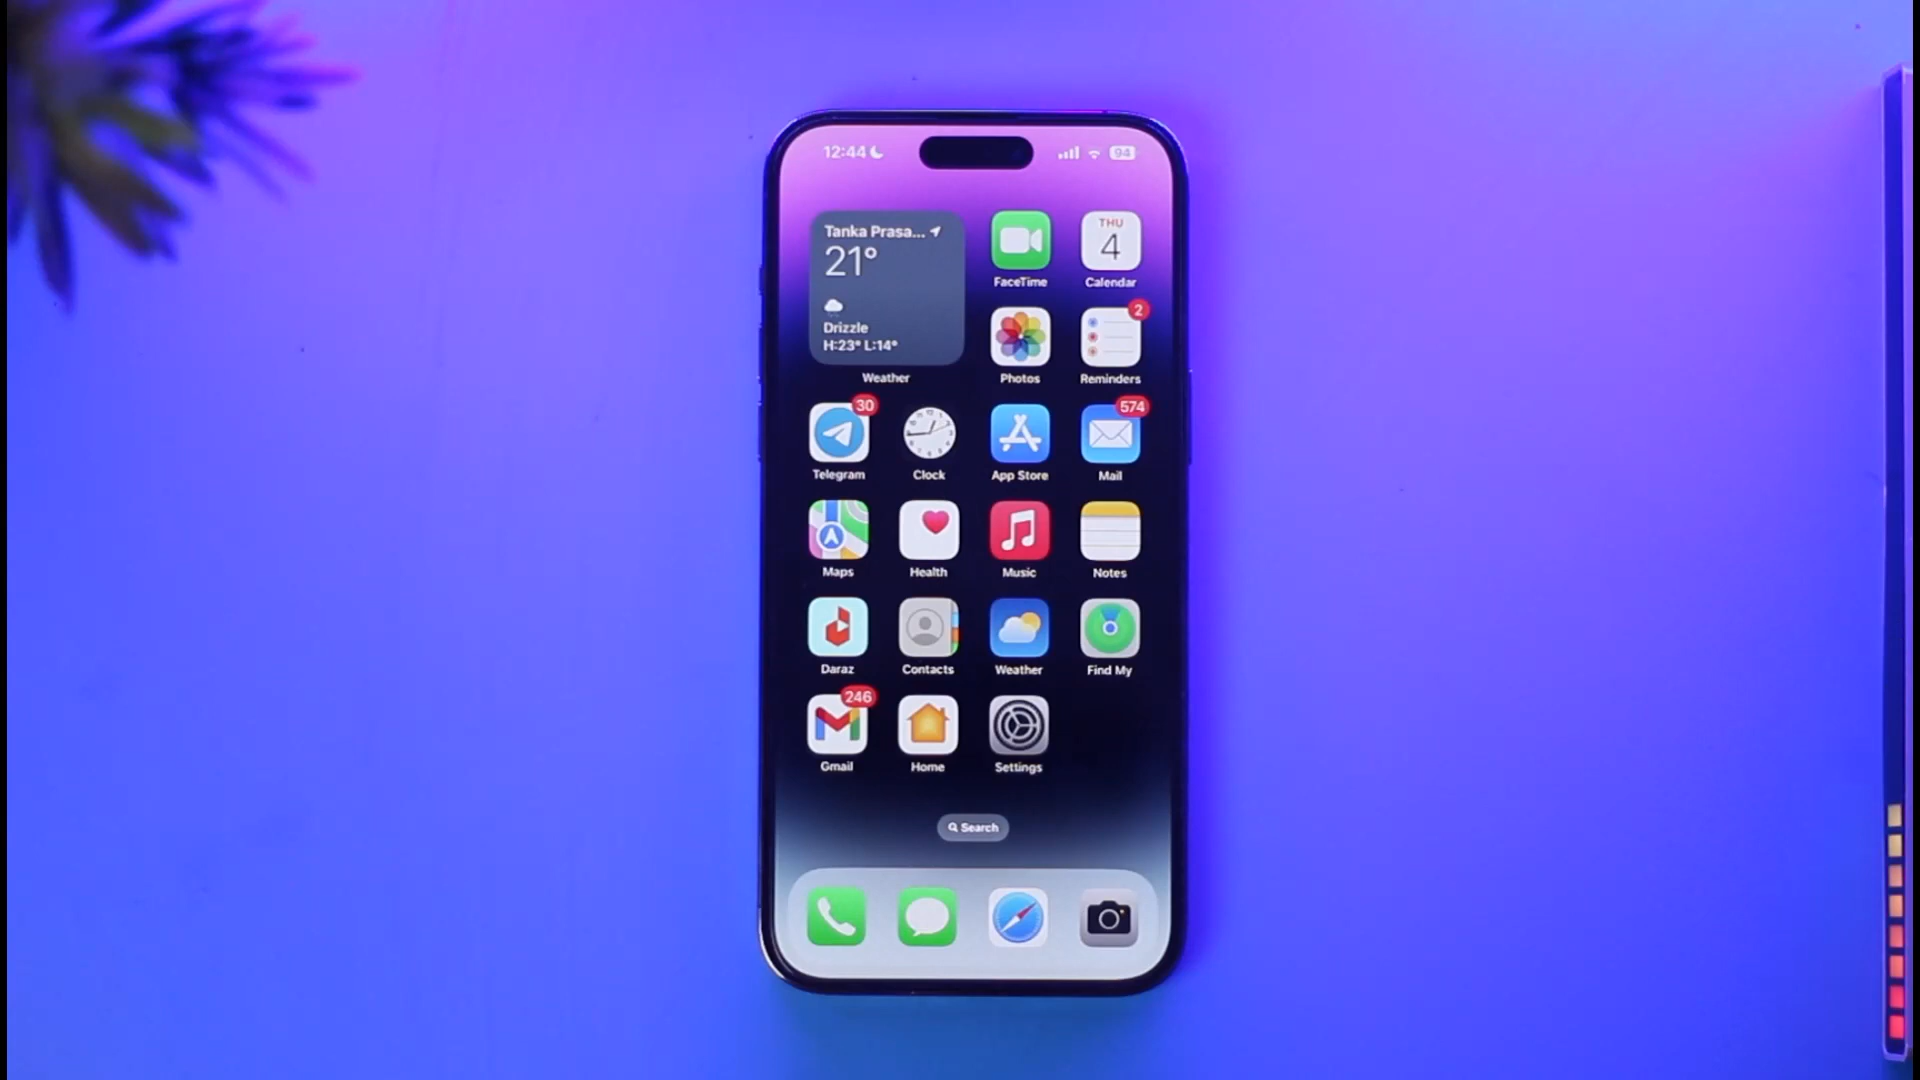 12:44
94
Tanka Prasa...
21°
Drizzle
H:23° L:14°
Weather
FaceTime
THU
4
Calendar
Photos
2
Reminders
30
Telegram
Clock
App Store
574
Mail
Maps
Health
Music
Notes
Daraz
Contacts
Weather
Find My
246
Gmail
Home
Settings
Search